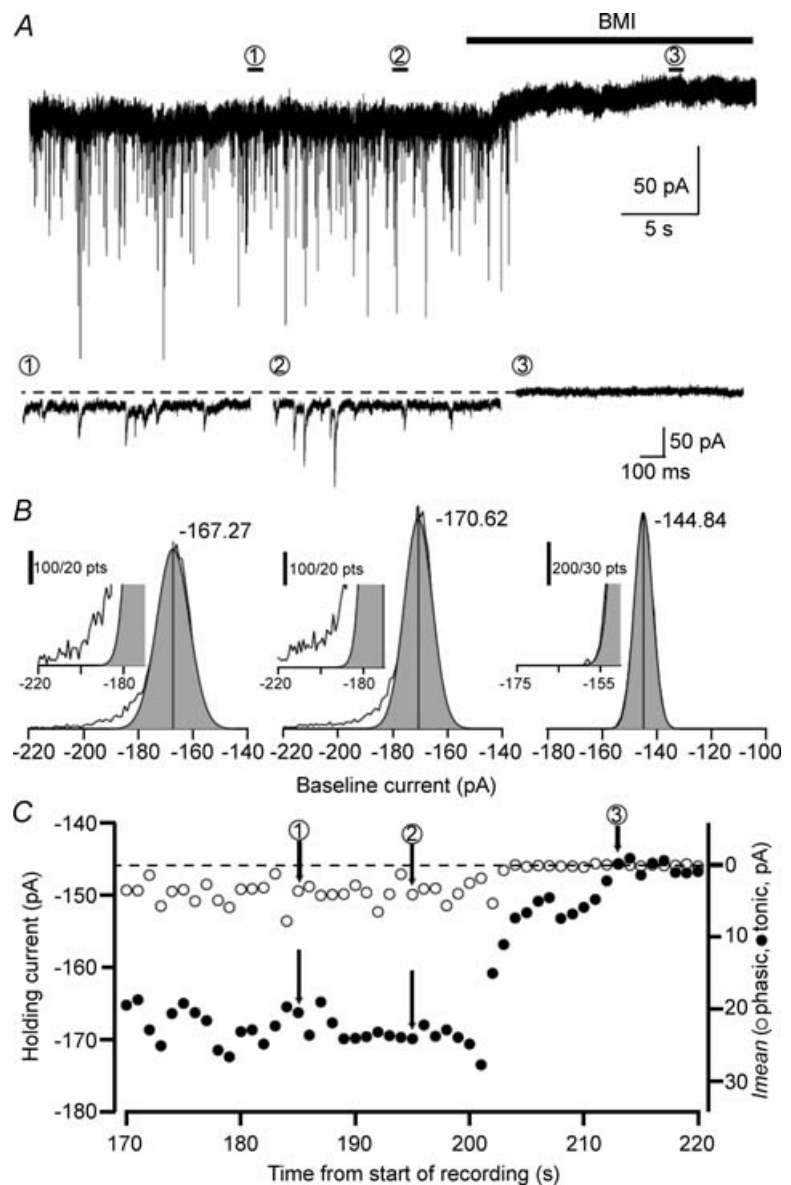 A
BMI
① ② ③
50 pA
5 s
① ② ③
50 pA
100 ms
B
-167.27 -170.62 -144.84
100/20 pts 100/20 pts 200/30 pts
-220 -180 -220 -180 -175 -155
-220 -200 -180 -160 -140 -220 -200 -180 -160 -140 -180 -160 -140 -120 -100
Baseline current (pA)
C
-140 ① ② ③
-150
-160
-170
-180
Holding current (pA)
0
10
20
30
Imean (○phasic, ●tonic, pA)
170 180 190 200 210 220
Time from start of recording (s)